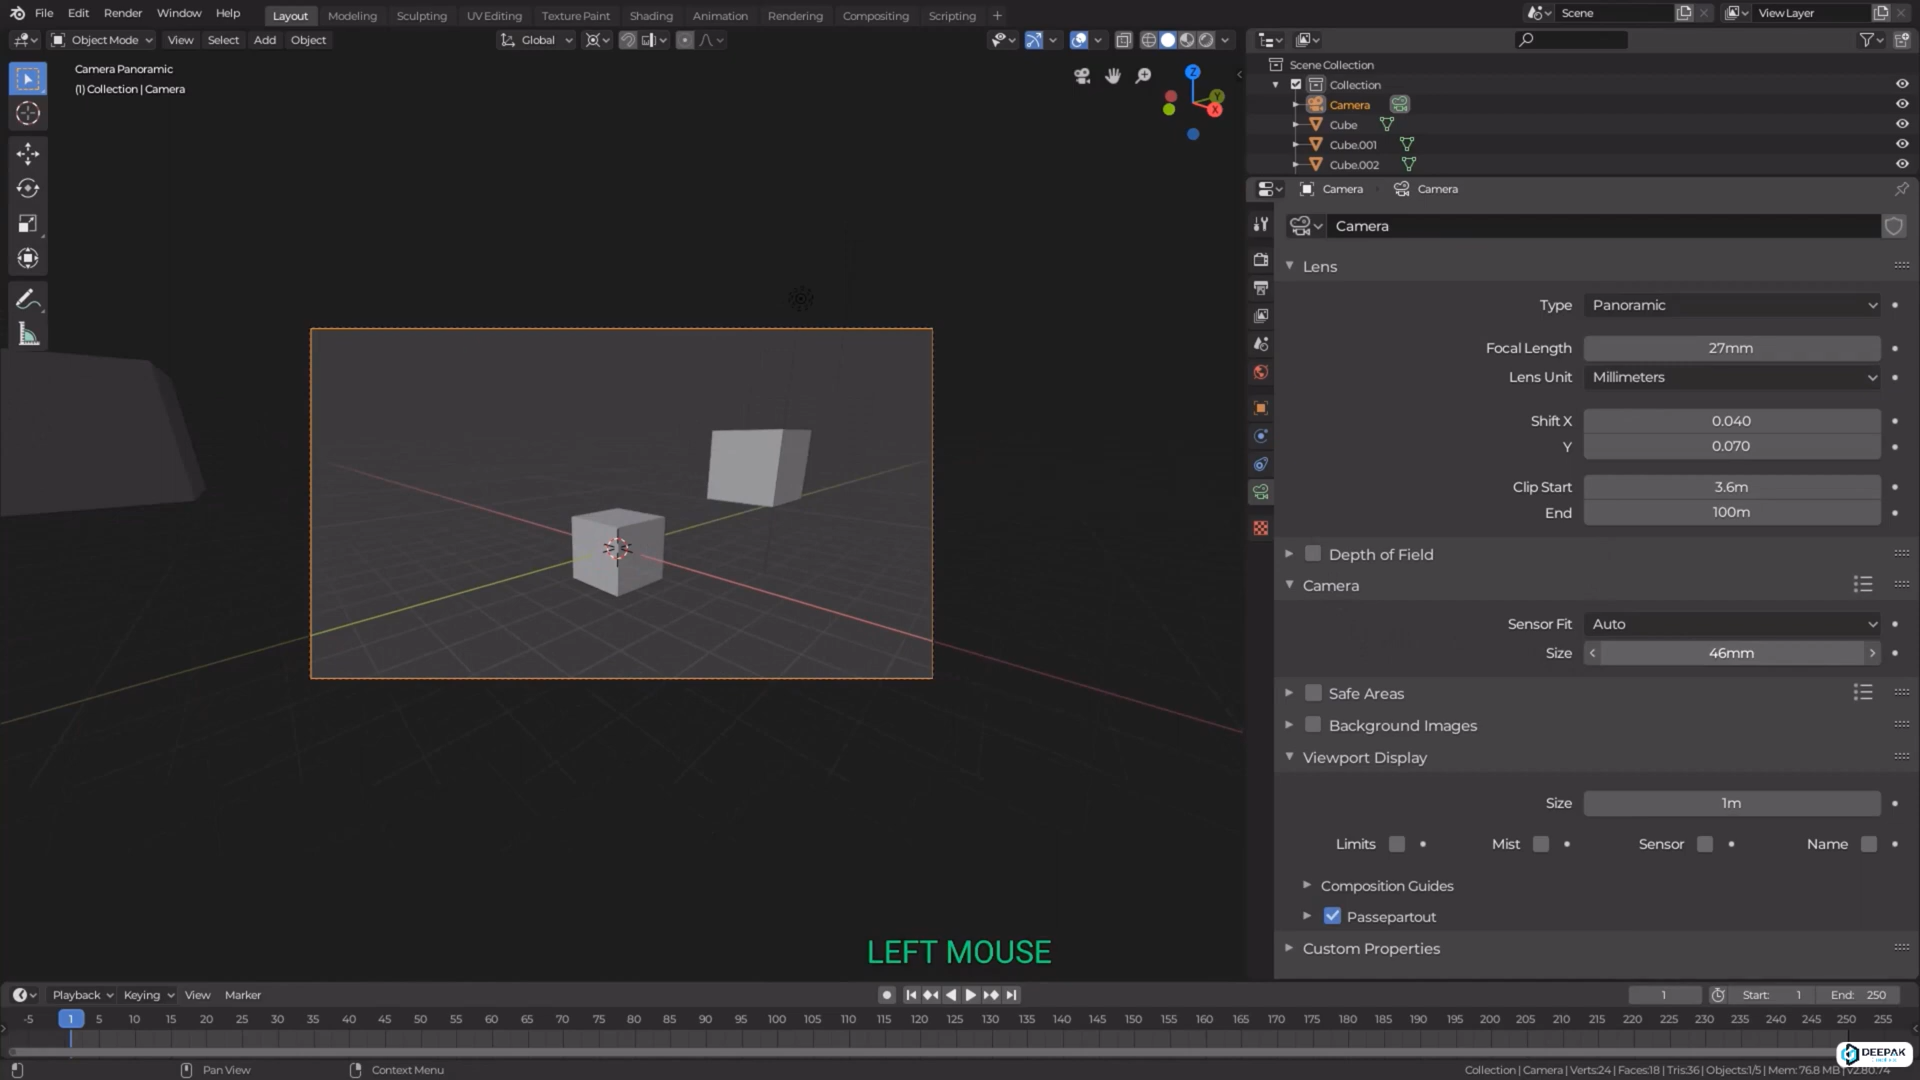 File Edit Render Window Help Layout Modeling Sculpting UV Editing Texture Paint Shading Animation Rendering Compositing Scripting + Scene View Layer
Object Mode View Select Add Object Global
Camera Panoramic
(1) Collection | Camera
Z
Y
X
Scene Collection
Collection
Camera
Cube
Cube.001
Cube.002
Camera Camera
Camera
Lens
Type Panoramic
Focal Length 27mm
Lens Unit Millimeters
Shift X 0.040
Y 0.070
Clip Start 3.6m
End 100m
Depth of Field
Camera
Sensor Fit Auto
Size 46mm
Safe Areas
Background Images
Viewport Display
Size 1m
Limits Mist Sensor Name
Composition Guides
Passepartout
Custom Properties
LEFT MOUSE
Playback Keying View Marker 1 Start: 1 End: 250
-5 1 5 10 15 20 25 30 35 40 45 50 55 60 65 70 75 80 85 90 95 100 105 110 115 120 125 130 135 140 145 150 155 160 165 170 175 180 185 190 195 200 205 210 215 220 225 230 235 240 245 250 255
DEEPAK
Pan View Context Menu Collection | Camera | Verts:24 | Faces:18 | Tris:36 | Objects:1/5 | Mem: 76.8 MB | v2.80.74